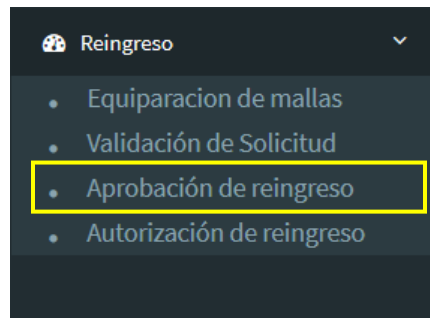 Reingreso
Equiparacion de mallas
Validación de Solicitud
Aprobación de reingreso
Autorización de reingreso